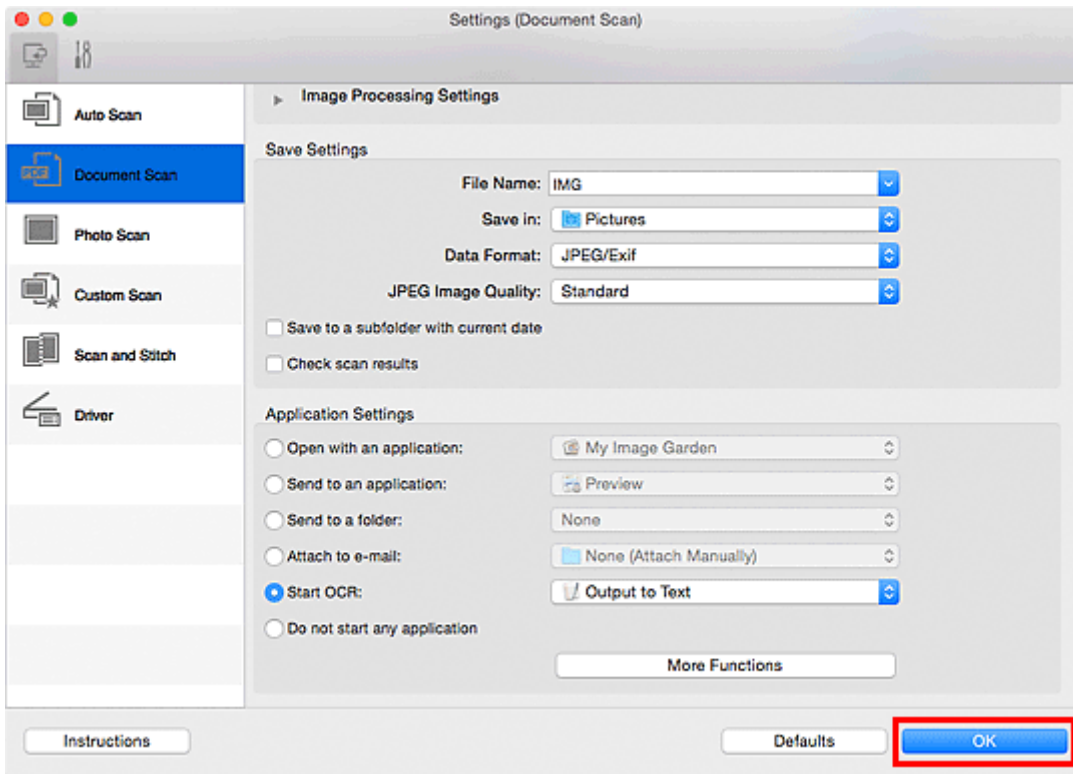 Settings (Document Scan)
Image Processing Settings
Auto Scan
Document Scan
Photo Scan
Custom Scan
Scan and Stitch
Driver
Save Settings
File Name: IMG
Save in: Pictures
Data Format: JPEG/Exif
JPEG Image Quality: Standard
Save to a subfolder with current date
Check scan results
Application Settings
Open with an application: My Image Garden
Send to an application: Preview
Send to a folder: None
Attach to e-mail: None (Attach Manually)
Start OCR: Output to Text
Do not start any application
More Functions
Instructions Defaults OK